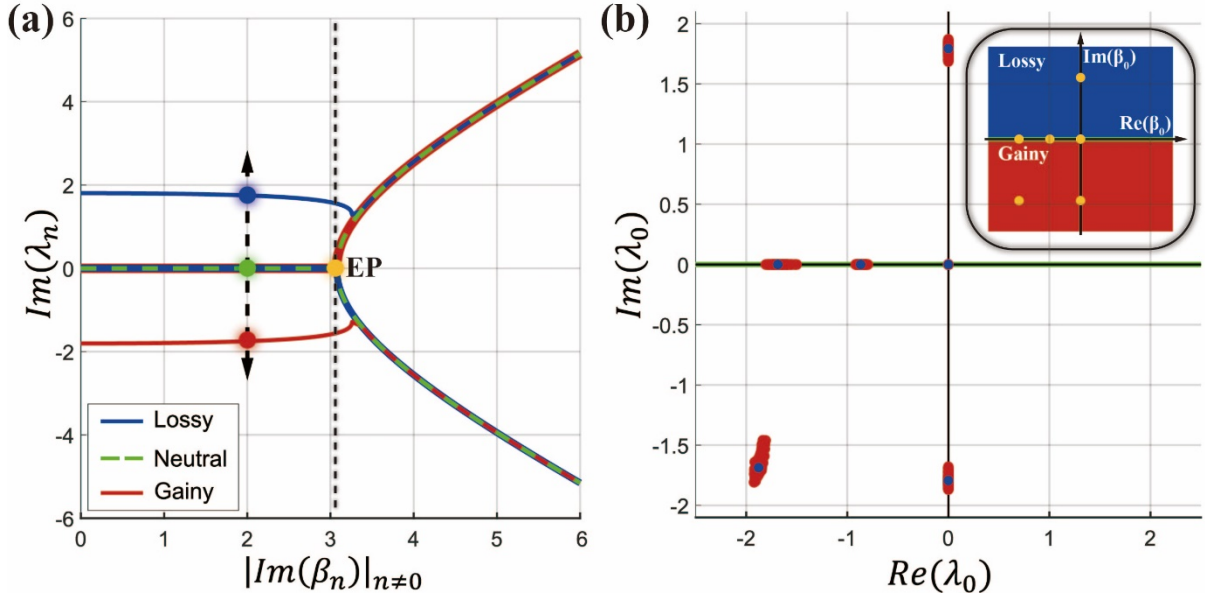 (a)
6
4
2
0
-2
-4
-6
Im(λₙ)
EP
Lossy
Neutral
Gainy
0 1 2 3 4 5 6
|Im(βₙ)|ₙ≠₀
(b)
2
1.5
1
0.5
0
-0.5
-1
-1.5
-2
Im(λ₀)
Lossy
Im(β₀)
Re(β₀)
Gainy
-2 -1 0 1 2
Re(λ₀)